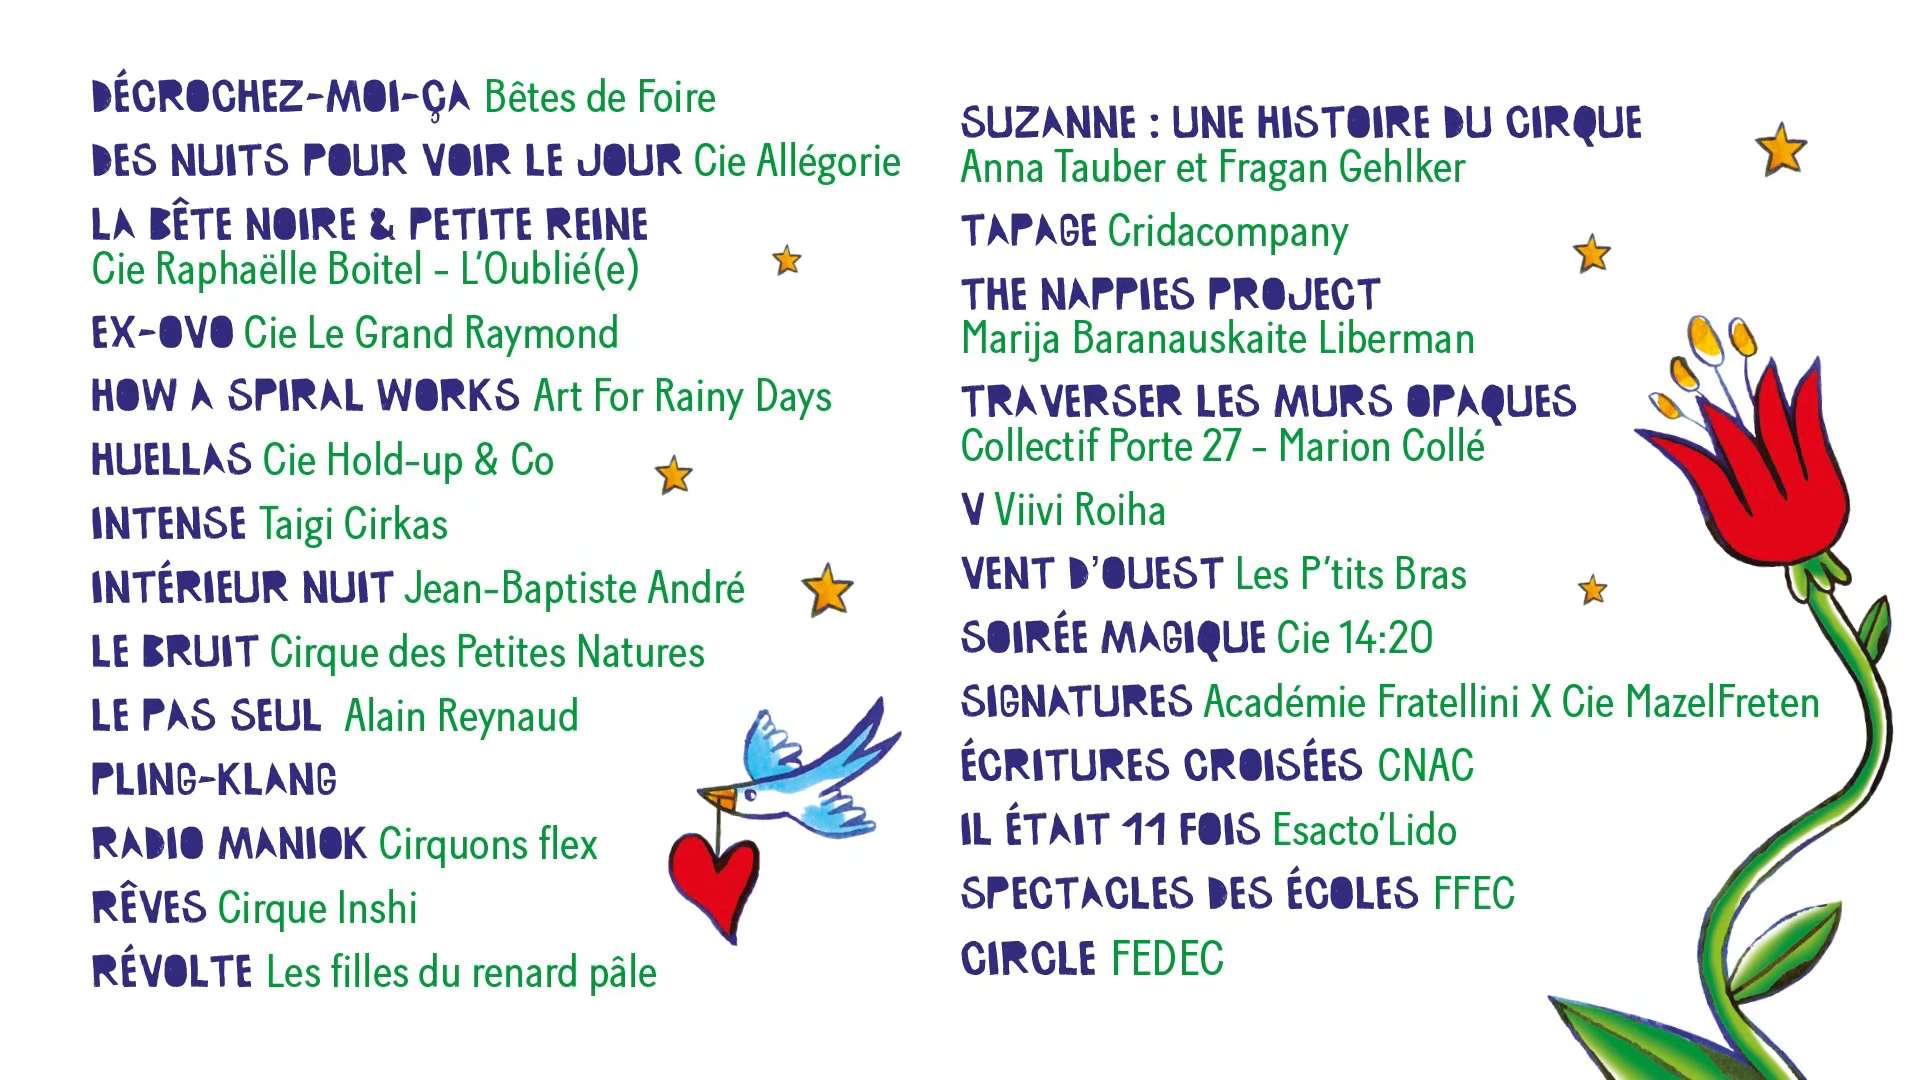 DÉCROCHEZ-MOI-ÇA Bêtes de Foire
DES NUITS POUR VOIR LE JOUR Cie Allégorie
LA BÊTE NOIRE & PETITE REINE
Cie Raphaëlle Boitel - L'Oublié(e)
EX-OVO Cie Le Grand Raymond
HOW A SPIRAL WORKS Art For Rainy Days
HUELLAS Cie Hold-up & Co
INTENSE Taigi Cirkas
INTÉRIEUR NUIT Jean-Baptiste André
LE BRUIT Cirque des Petites Natures
LE PAS SEUL Alain Reynaud
PLING-KLANG
RADIO MANIOK Cirquons flex
RÊVES Cirque Inshi
RÉVOLTE Les filles du renard pâle
SUZANNE : UNE HISTOIRE DU CIRQUE
Anna Tauber et Fragan Gehlker
TAPAGE Cridacompany
THE NAPPIES PROJECT
Marija Baranauskaite Liberman
TRAVERSER LES MURS OPAQUES
Collectif Porte 27 - Marion Collé
V Viivi Roiha
VENT D'OUEST Les P'tits Bras
SOIRÉE MAGIQUE Cie 14:20
SIGNATURES Académie Fratellini X Cie MazelFreten
ÉCRITURES CROISÉES CNAC
IL ÉTAIT 11 FOIS Esacto'Lido
SPECTACLES DES ÉCOLES FFEC
CIRCLE FEDEC